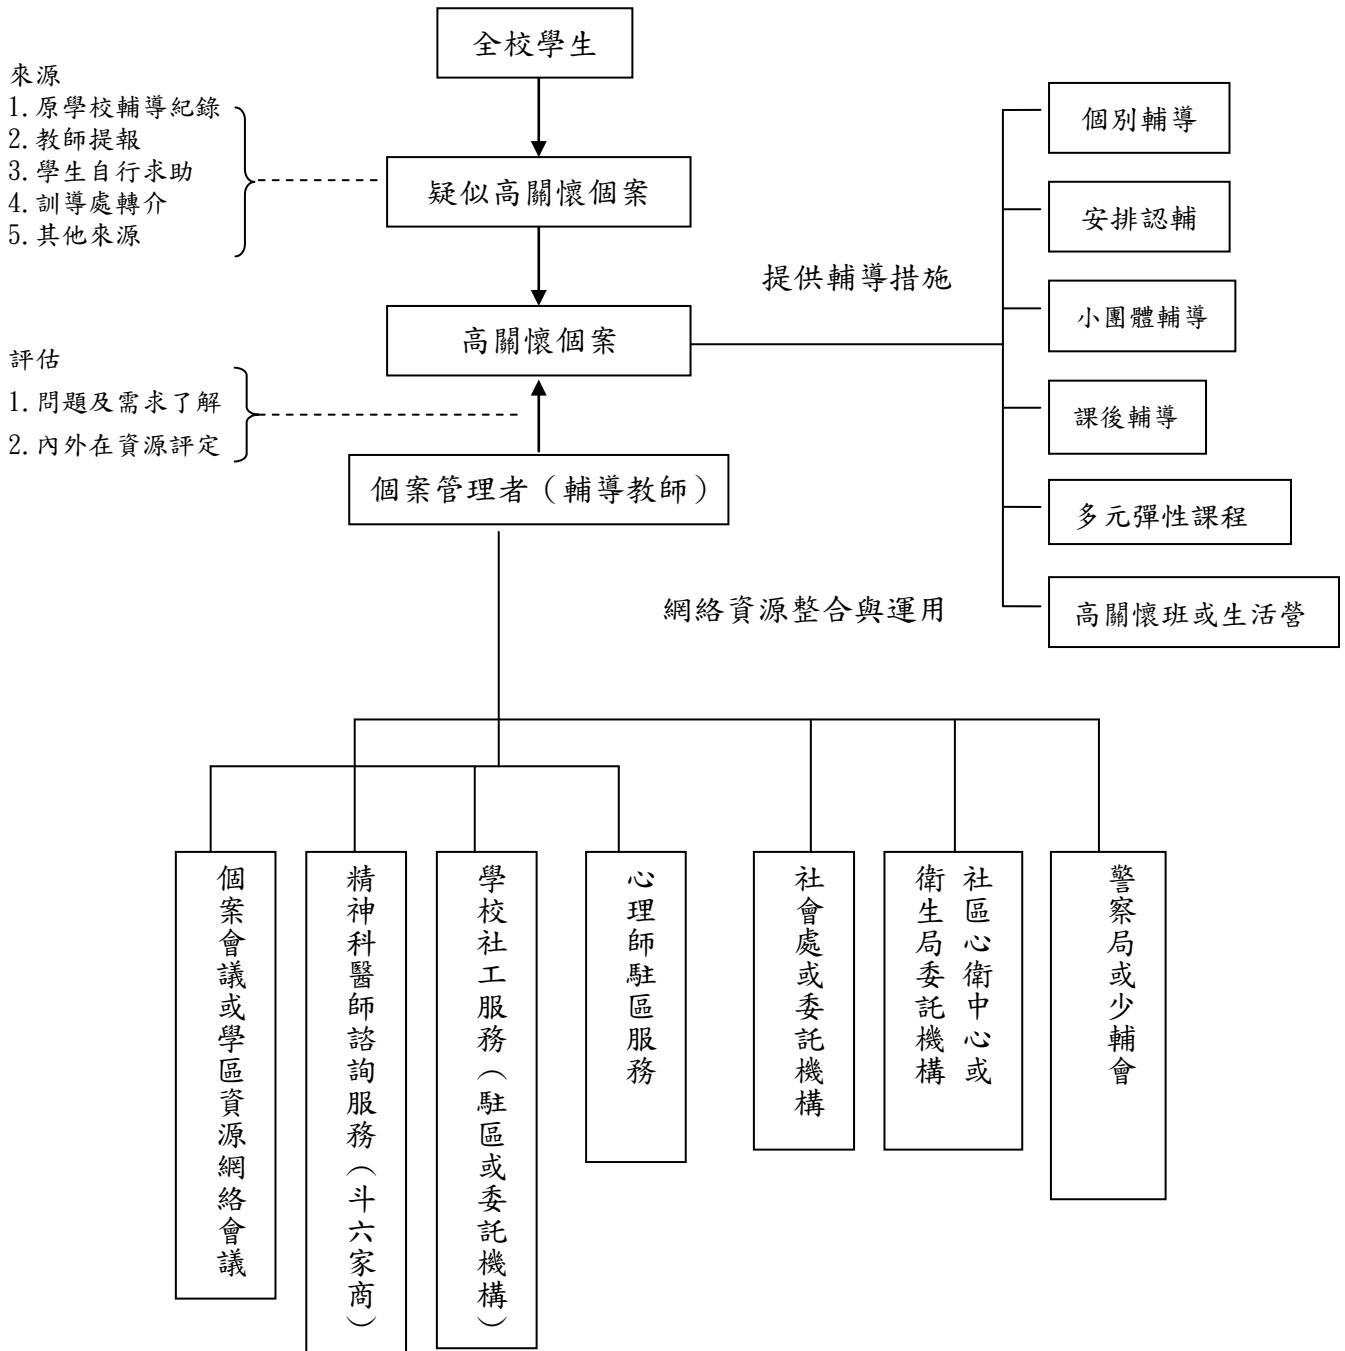 全校學生
來源
1.原學校輔導紀錄
2.教師提報
3.學生自行求助
4.訓導處轉介
5.其他來源
疑似高關懷個案
高關懷個案
評估
1.問題及需求了解
2.內外在資源評定
個案管理者（輔導教師）
提供輔導措施
個別輔導
安排認輔
小團體輔導
課後輔導
多元彈性課程
高關懷班或生活營
網絡資源整合與運用
個案會議或學區資源網絡會議
精神科醫師諮詢服務（斗六家商）
學校社工服務（駐區或委託機構）
心理師駐區服務
社會處或委託機構
社區心衛中心或
衛生局委託機構
警察局或少輔會